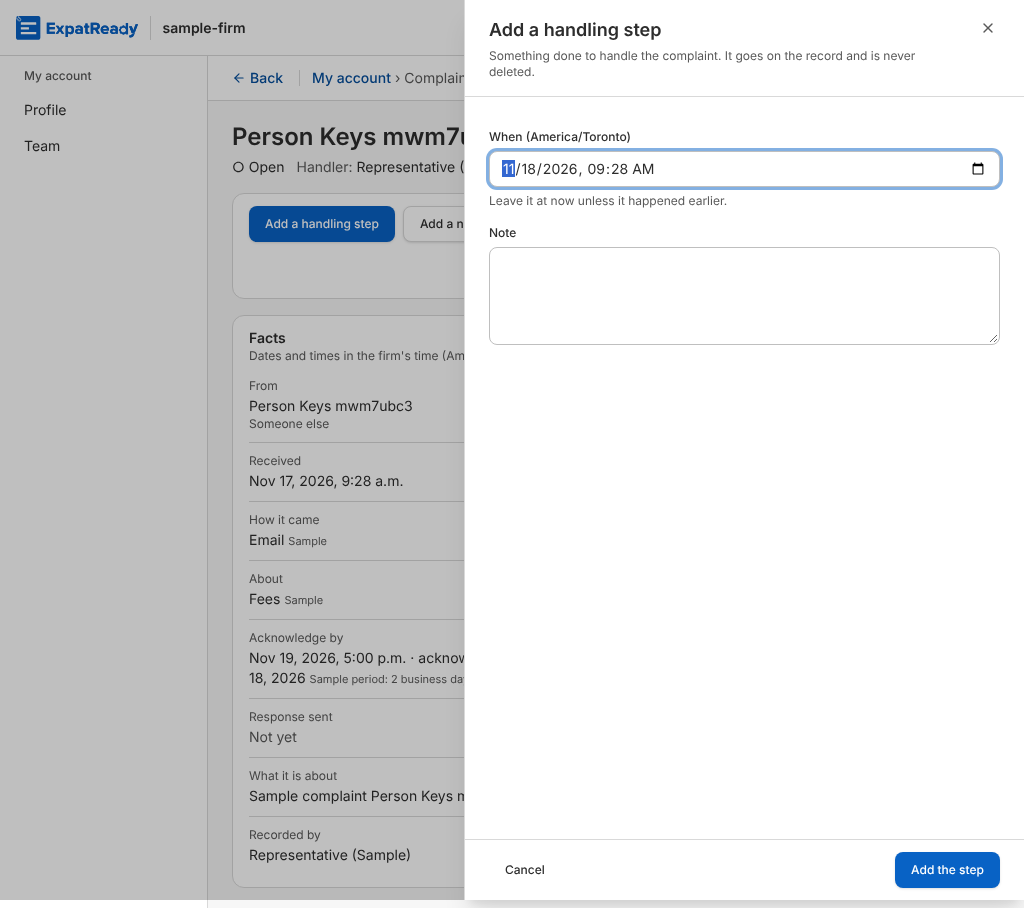 ExpatReady
sample-firm
My account
Profile
Team
Back
My account › Complain
Person Keys mwm7u
Open Handler: Representative (
Add a handling step
Add a n
Facts
Dates and times in the firm's time (Am
From
Person Keys mwm7ubc3
Someone else
Received
Nov 17, 2026, 9:28 a.m.
How it came
Email Sample
About
Fees Sample
Acknowledge by
Nov 19, 2026, 5:00 p.m. · acknow
18, 2026 Sample period: 2 business da
Response sent
Not yet
What it is about
Sample complaint Person Keys m
Recorded by
Representative (Sample)
Add a handling step
Something done to handle the complaint. It goes on the record and is never
deleted.
When (America/Toronto)
11/18/2026, 09:28 AM
Leave it at now unless it happened earlier.
Note
Cancel
Add the step